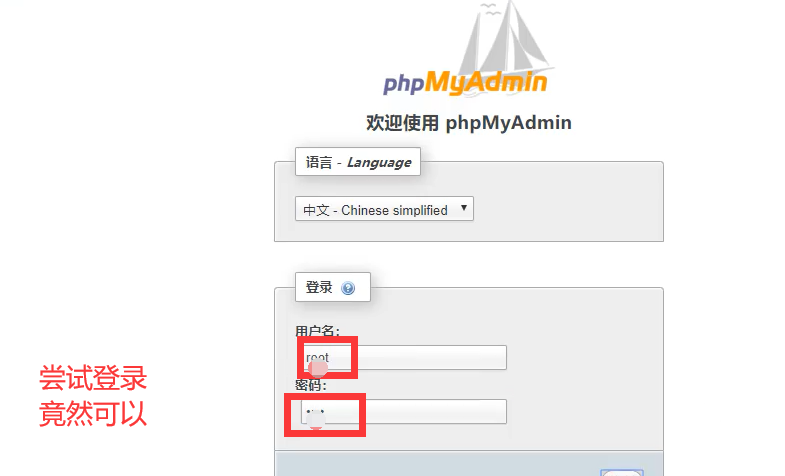 phpMyAdmin
欢迎使用 phpMyAdmin
语言 - Language
中文 - Chinese simplified
登录
用户名:
root
尝试登录
密码:
竟然可以